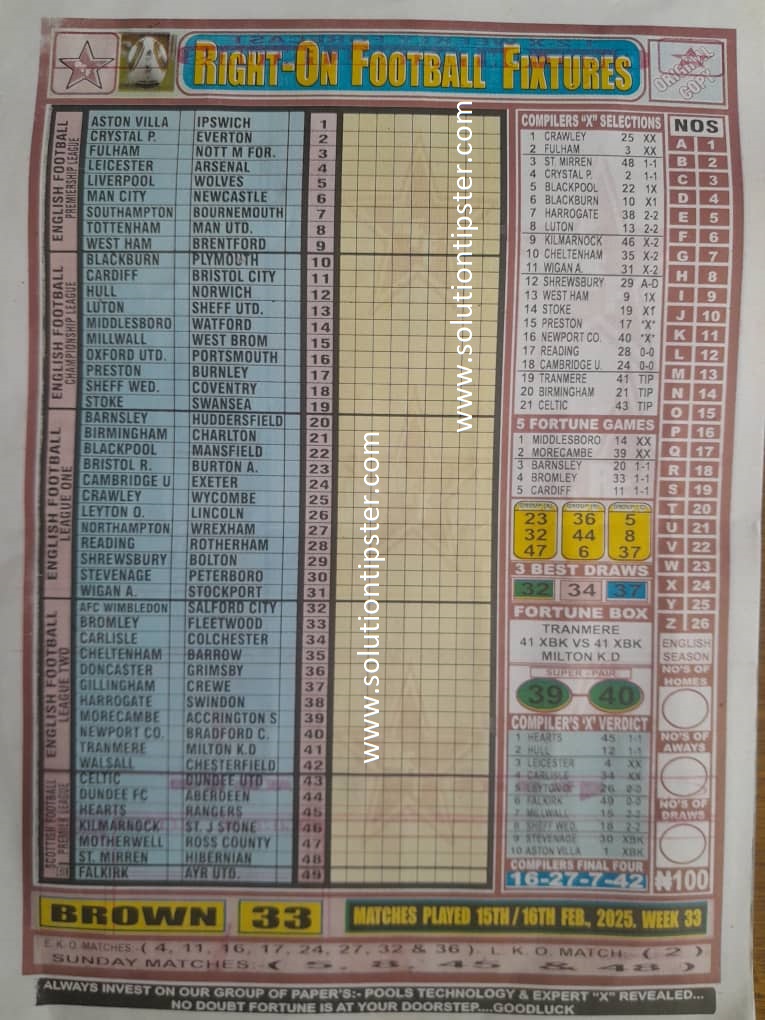 RIGHT-ON FOOTBALL FIXTURES
ORIGINAL COPY
ENGLISH FOOTBALL PREMIERSHIP LEAGUE
ASTON VILLA IPSWICH 1
CRYSTAL P. EVERTON 2
FULHAM NOTT M FOR. 3
LEICESTER ARSENAL 4
LIVERPOOL WOLVES 5
MAN CITY NEWCASTLE 6
SOUTHAMPTON BOURNEMOUTH 7
TOTTENHAM MAN UTD. 8
WEST HAM BRENTFORD 9
ENGLISH FOOTBALL CHAMPIONSHIP LEAGUE
BLACKBURN PLYMOUTH 10
CARDIFF BRISTOL CITY 11
HULL NORWICH 12
LUTON SHEFF UTD. 13
MIDDLESBORO WATFORD 14
MILLWALL WEST BROM 15
OXFORD UTD. PORTSMOUTH 16
PRESTON BURNLEY 17
SHEFF WED. COVENTRY 18
STOKE SWANSEA 19
ENGLISH FOOTBALL LEAGUE ONE
BARNSLEY HUDDERSFIELD 20
BIRMINGHAM CHARLTON 21
BLACKPOOL MANSFIELD 22
BRISTOL R. BURTON A. 23
CAMBRIDGE U EXETER 24
CRAWLEY WYCOMBE 25
LEYTON O. LINCOLN 26
NORTHAMPTON WREXHAM 27
READING ROTHERHAM 28
SHREWSBURY BOLTON 29
STEVENAGE PETERBORO 30
WIGAN A. STOCKPORT 31
ENGLISH FOOTBALL LEAGUE TWO
AFC WIMBLEDON SALFORD CITY 32
BROMLEY FLEETWOOD 33
CARLISLE COLCHESTER 34
CHELTENHAM BARROW 35
DONCASTER GRIMSBY 36
GILLINGHAM CREWE 37
HARROGATE SWINDON 38
MORECAMBE ACCRINGTON S 39
NEWPORT CO. BRADFORD C. 40
TRANMERE MILTON K.D 41
WALSALL CHESTERFIELD 42
SCOTTISH FOOTBALL PREMIER LEAGUE
CELTIC DUNDEE UTD 43
DUNDEE FC ABERDEEN 44
HEARTS RANGERS 45
KILMARNOCK ST. J STONE 46
MOTHERWELL ROSS COUNTY 47
ST. MIRREN HIBERNIAN 48
FALKIRK AYR UTD. 49
www.solutiontipster.com
www.solutiontipster.com
COMPILERS "X" SELECTIONS
1 CRAWLEY 25 XX
2 FULHAM 3 XX
3 ST. MIRREN 48 1-1
4 CRYSTAL P. 2 1-1
5 BLACKPOOL 22 1X
6 BLACKBURN 10 X1
7 HARROGATE 38 2-2
8 LUTON 13 2-2
9 KILMARNOCK 46 X-2
10 CHELTENHAM 35 X-2
11 WIGAN A. 31 X-2
12 SHREWSBURY 29 A-D
13 WEST HAM 9 1X
14 STOKE 19 X1
15 PRESTON 17 "X"
16 NEWPORT CO. 40 "X"
17 READING 28 0-0
18 CAMBRIDGE U. 24 0-0
19 TRANMERE 41 TIP
20 BIRMINGHAM 21 TIP
21 CELTIC 43 TIP
5 FORTUNE GAMES
1 MIDDLESBORO 14 XX
2 MORECAMBE 39 XX
3 BARNSLEY 20 1-1
4 BROMLEY 33 1-1
5 CARDIFF 11 1-1
23 36 5
32 44 8
47 6 37
3 BEST DRAWS
32 34 37
FORTUNE BOX
TRANMERE
41 XBK VS 41 XBK
MILTON K.D
SUPER-PAIR
39 40
COMPILER'S 'X' VERDICT
1 HEARTS 45 1-1
2 HULL 12 1-1
3 LEICESTER 4 XX
4 CARLISLE 34 XX
5 LEYTON O. 26 0-0
6 FALKIRK 49 0-0
7 MILLWALL 15 2-2
8 SHEFF WED. 18 2-2
9 STEVENAGE 30 XBK
10 ASTON VILLA 1 XBK
COMPILERS FINAL FOUR
16-27-7-42
NOS
A 1
B 2
C 3
D 4
E 5
F 6
G 7
H 8
I 9
J 10
K 11
L 12
M 13
N 14
O 15
P 16
Q 17
R 18
S 19
T 20
U 21
V 22
W 23
X 24
Y 25
Z 26
ENGLISH SEASON
NO'S OF HOMES
NO'S OF AWAYS
NO'S OF DRAWS
₦100
BROWN 33 MATCHES PLAYED 15TH/16TH FEB., 2025. WEEK 33
E.K.O. MATCHES:-( 4, 11, 16, 17, 24, 27, 32 & 36 ), L. K. O. MATCH:- ( 2 )
SUNDAY MATCHES:-( 5, 8, 45 & 48 )
ALWAYS INVEST ON OUR GROUP OF PAPER'S:- POOLS TECHNOLOGY & EXPERT "X" REVEALED...
NO DOUBT FORTUNE IS AT YOUR DOORSTEP....GOODLUCK